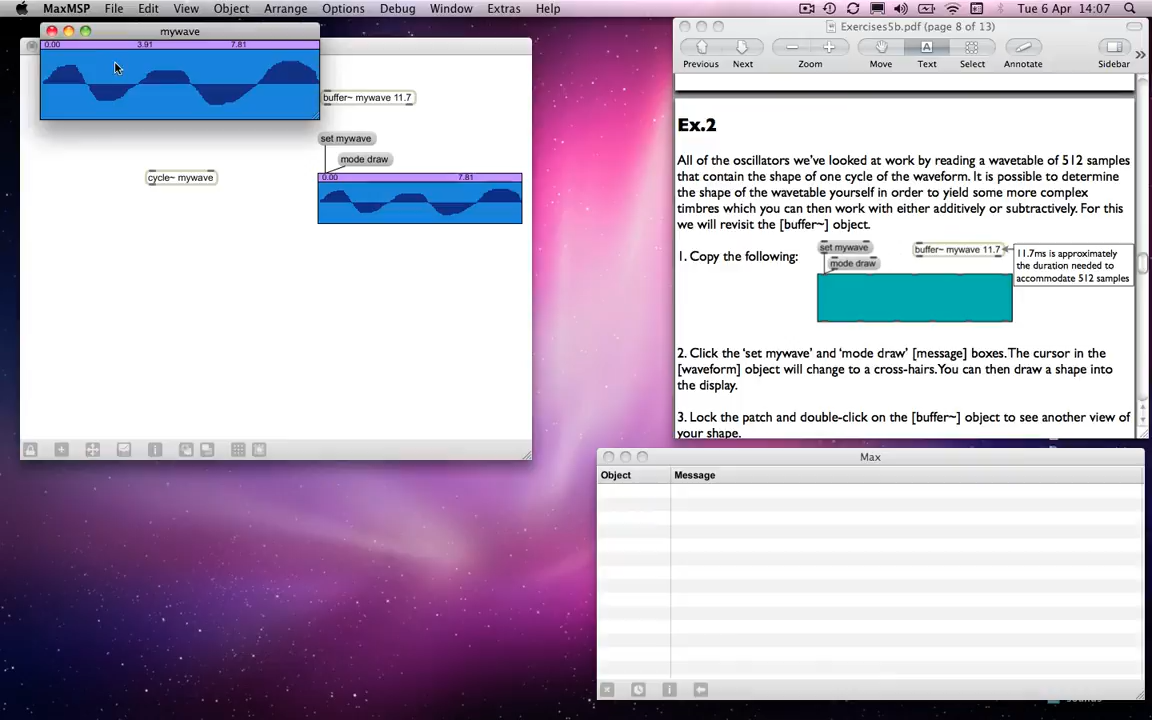 MaxMSP File Edit View Object Arrange Options Debug Window Extras Help
Tue 6 Apr 14:07
mywave
0.00 3.91 7.81
buffer~ mywave 11.7
set mywave
mode draw
cycle~ mywave
0.00 7.81
Exercises5b.pdf (page 8 of 13)
Previous Next Zoom Move Text Select Annotate Sidebar
Ex.2
All of the oscillators we've looked at work by reading a wavetable of 512 samples
that contain the shape of one cycle of the waveform. It is possible to determine
the shape of the wavetable yourself in order to yield some more complex
timbres which you can then work with either additively or subtractively. For this
we will revisit the [buffer~] object.
1. Copy the following:
set mywave
mode draw
buffer~ mywave 11.7
11.7ms is approximately
the duration needed to
accommodate 512 samples
2. Click the 'set mywave' and 'mode draw' [message] boxes. The cursor in the
[waveform] object will change to a cross-hairs. You can then draw a shape into
the display.
3. Lock the patch and double-click on the [buffer~] object to see another view of
your shape.
Max
Object Message